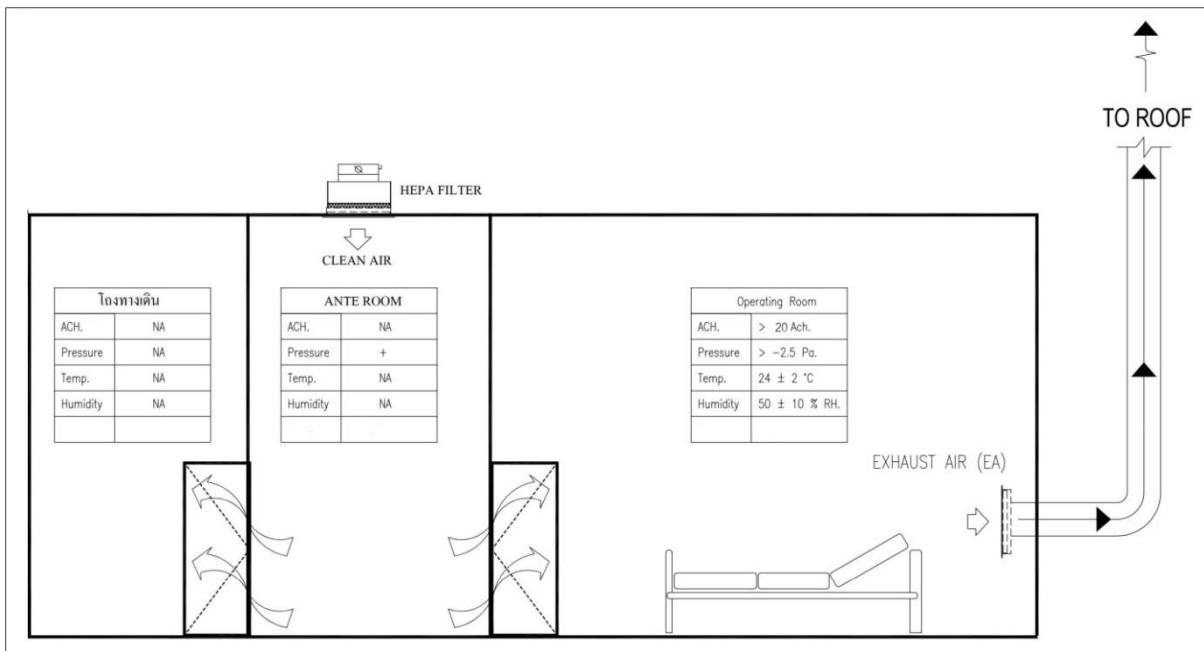 TO ROOF
HEPA FILTER
CLEAN AIR
โถงทางเดิน
ACH. NA
Pressure NA
Temp. NA
Humidity NA
ANTE ROOM
ACH. NA
Pressure +
Temp. NA
Humidity NA
Operating Room
ACH. > 20 Ach.
Pressure > -2.5 Pa.
Temp. 24 ± 2 °C
Humidity 50 ± 10 % RH.
EXHAUST AIR (EA)